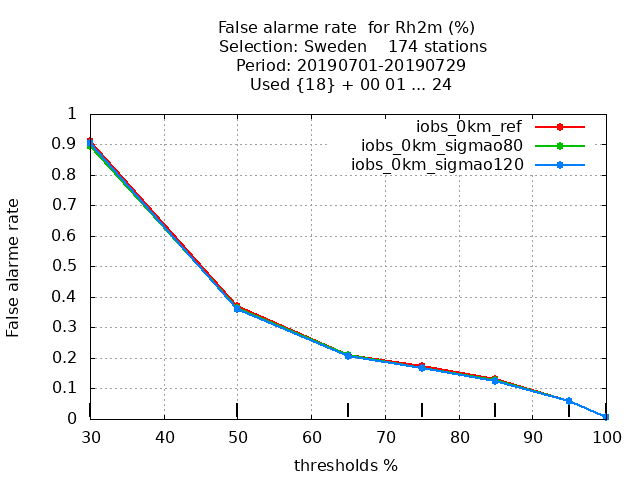 False alarme rate  for Rh2m (%)
Selection: Sweden    174 stations
Period: 20190701-20190729
Used {18} + 00 01 ... 24
iobs_0km_ref
iobs_0km_sigmao80
iobs_0km_sigmao120
False alarme rate
1
0.9
0.8
0.7
0.6
0.5
0.4
0.3
0.2
0.1
0
30 40 50 60 70 80 90 100
thresholds %